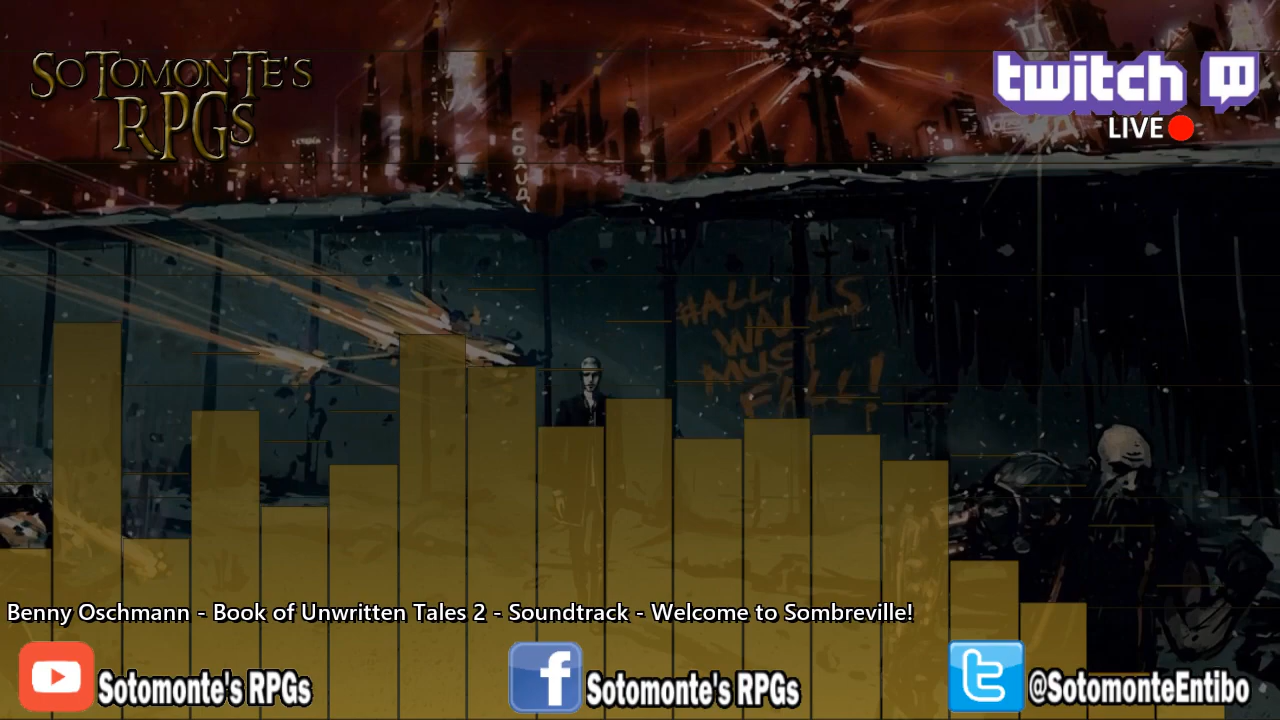 SOTOMONTE'S
RPGS
twitch
LIVE
СОЮЗ
#ALL
WALLS
MUST
FALL!
Benny Oschmann - Book of Unwritten Tales 2 - Soundtrack - Welcome to Sombreville!
Sotomonte's RPGs
f
Sotomonte's RPGs
t
@SotomonteEntibo